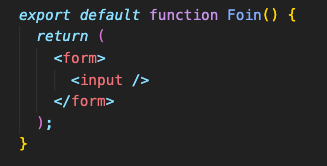 export default function Foin() {
  return (
    <form>
      <input />
    </form>
  );
}